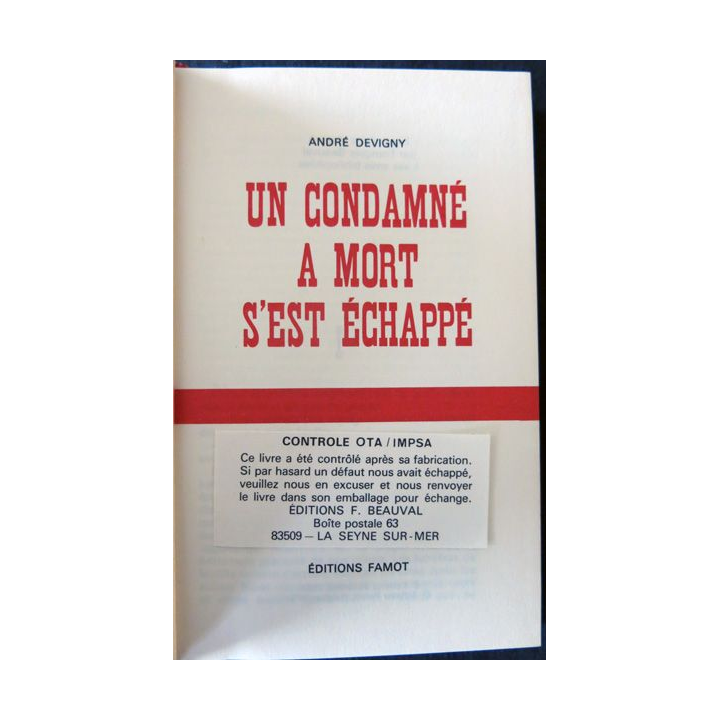 ANDRÉ DEVIGNY
UN CONDAMNÉ
A MORT
S'EST ÉCHAPPÉ
CONTROLE OTA / IMPSA
Ce livre a été contrôlé après sa fabrication.
Si par hasard un défaut nous avait échappé,
veuillez nous en excuser et nous renvoyer
le livre dans son emballage pour échange.
ÉDITIONS F. BEAUVAL
Boîte postale 63
83509 — LA SEYNE SUR-MER
ÉDITIONS FAMOT